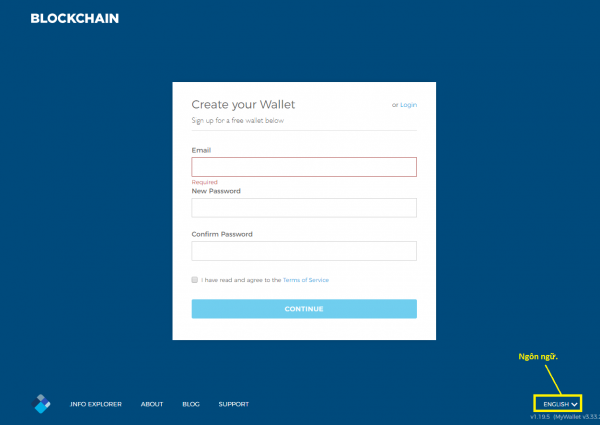 BLOCKCHAIN
Create your Wallet
or Login
Sign up for a free wallet below
Email
Required
New Password
Confirm Password
I have read and agree to the Terms of Service
CONTINUE
Ngôn ngữ.
.INFO EXPLORER
ABOUT
BLOG
SUPPORT
ENGLISH
v1.19.5 (MyWallet v3.33.2